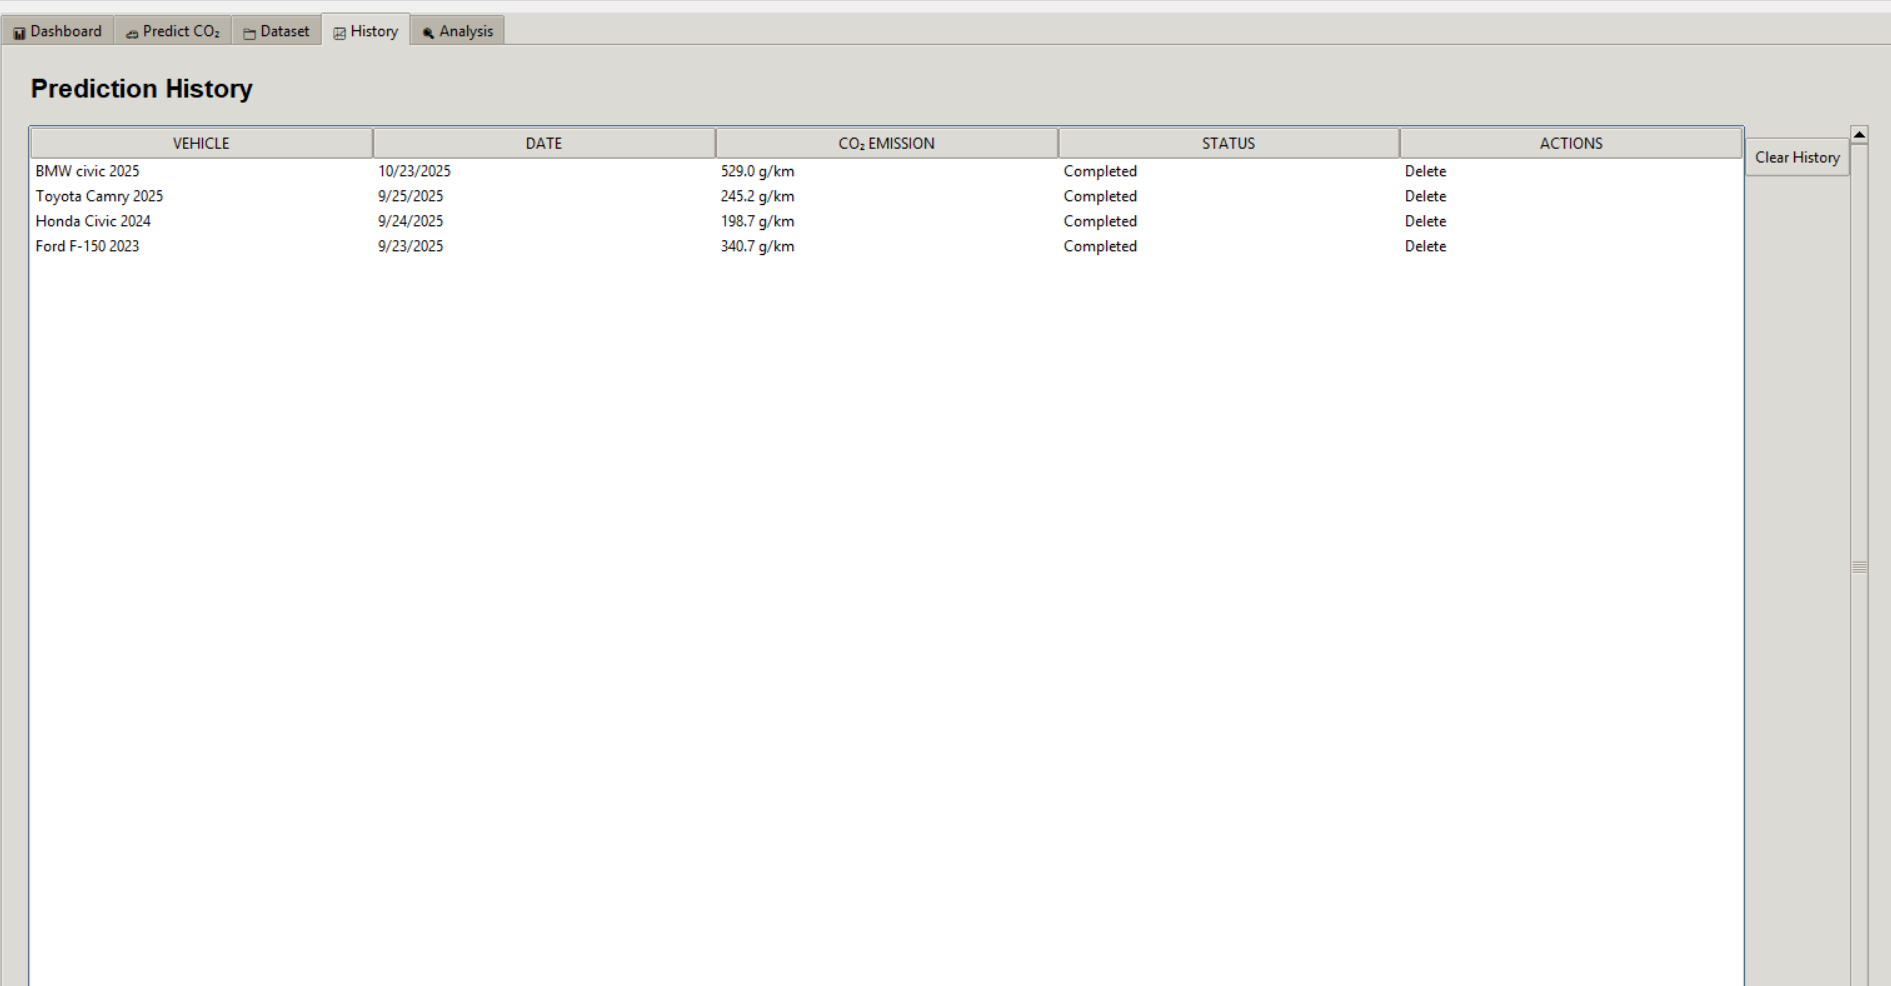 Dashboard Predict CO₂ Dataset History Analysis
Prediction History
VEHICLE DATE CO₂ EMISSION STATUS ACTIONS
Clear History
BMW civic 2025 10/23/2025 529.0 g/km Completed Delete
Toyota Camry 2025 9/25/2025 245.2 g/km Completed Delete
Honda Civic 2024 9/24/2025 198.7 g/km Completed Delete
Ford F-150 2023 9/23/2025 340.7 g/km Completed Delete